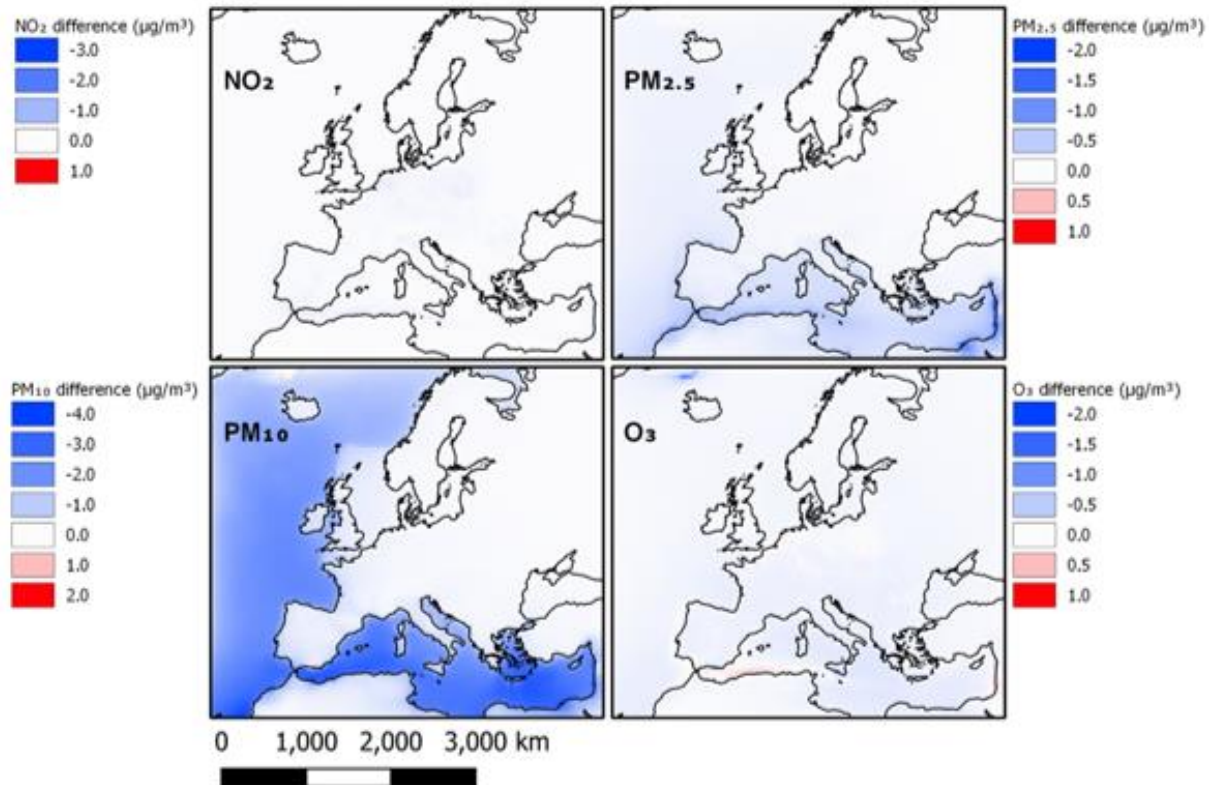 NO₂ difference (µg/m³)
-3.0
-2.0
-1.0
0.0
1.0
NO₂
PM₂.₅
PM₂.₅ difference (µg/m³)
-2.0
-1.5
-1.0
-0.5
0.0
0.5
1.0
PM₁₀ difference (µg/m³)
-4.0
-3.0
-2.0
-1.0
0.0
1.0
2.0
PM₁₀
O₃
O₃ difference (µg/m³)
-2.0
-1.5
-1.0
-0.5
0.0
0.5
1.0
0 1,000 2,000 3,000 km